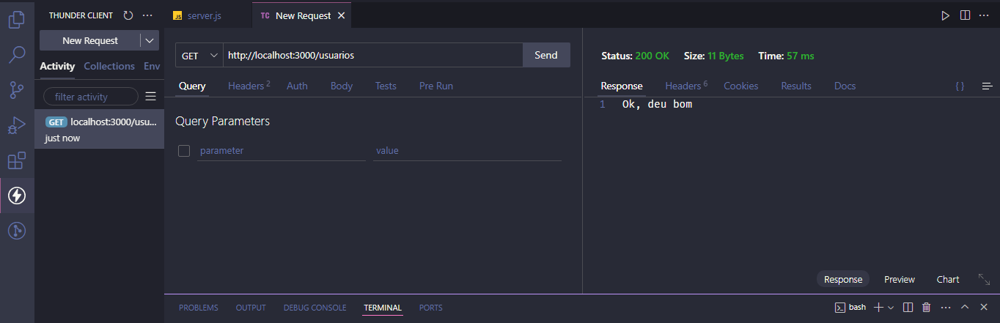 THUNDER CLIENT
New Request
Activity Collections Env
filter activity
GET localhost:3000/usu...
just now
JS server.js
TC New Request
GET http://localhost:3000/usuarios Send
Query Headers 2 Auth Body Tests Pre Run
Query Parameters
parameter value
Status: 200 OK Size: 11 Bytes Time: 57 ms
Response Headers 6 Cookies Results Docs { }
1 Ok, deu bom
Response Preview Chart
PROBLEMS OUTPUT DEBUG CONSOLE TERMINAL PORTS
bash